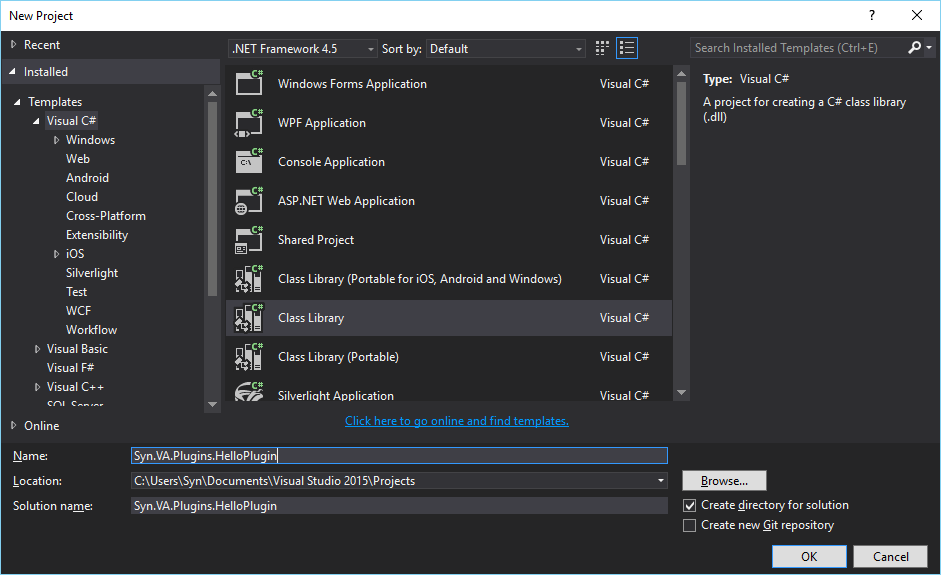 New Project
?
Recent
.NET Framework 4.5
Sort by:
Default
Search Installed Templates (Ctrl+E)
Installed
Templates
Visual C#
Windows
Web
Android
Cloud
Cross-Platform
Extensibility
iOS
Silverlight
Test
WCF
Workflow
Visual Basic
Visual F#
Visual C++
SQL Server
Online
Windows Forms Application Visual C#
WPF Application Visual C#
Console Application Visual C#
ASP.NET Web Application Visual C#
Shared Project Visual C#
Class Library (Portable for iOS, Android and Windows) Visual C#
Class Library Visual C#
Class Library (Portable) Visual C#
Silverlight Application Visual C#
Click here to go online and find templates.
Type: Visual C#
A project for creating a C# class library
(.dll)
Name: Syn.VA.Plugins.HelloPlugin
Location: C:\Users\Syn\Documents\Visual Studio 2015\Projects
Browse...
Solution name: Syn.VA.Plugins.HelloPlugin
Create directory for solution
Create new Git repository
OK
Cancel